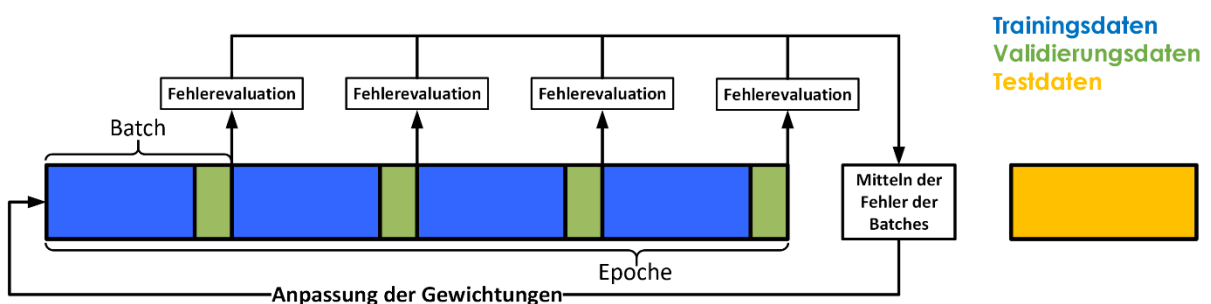 Trainingsdaten
Validierungsdaten
Testdaten
Fehlerevaluation
Fehlerevaluation
Fehlerevaluation
Fehlerevaluation
Batch
Mitteln der
Fehler der
Batches
Epoche
Anpassung der Gewichtungen